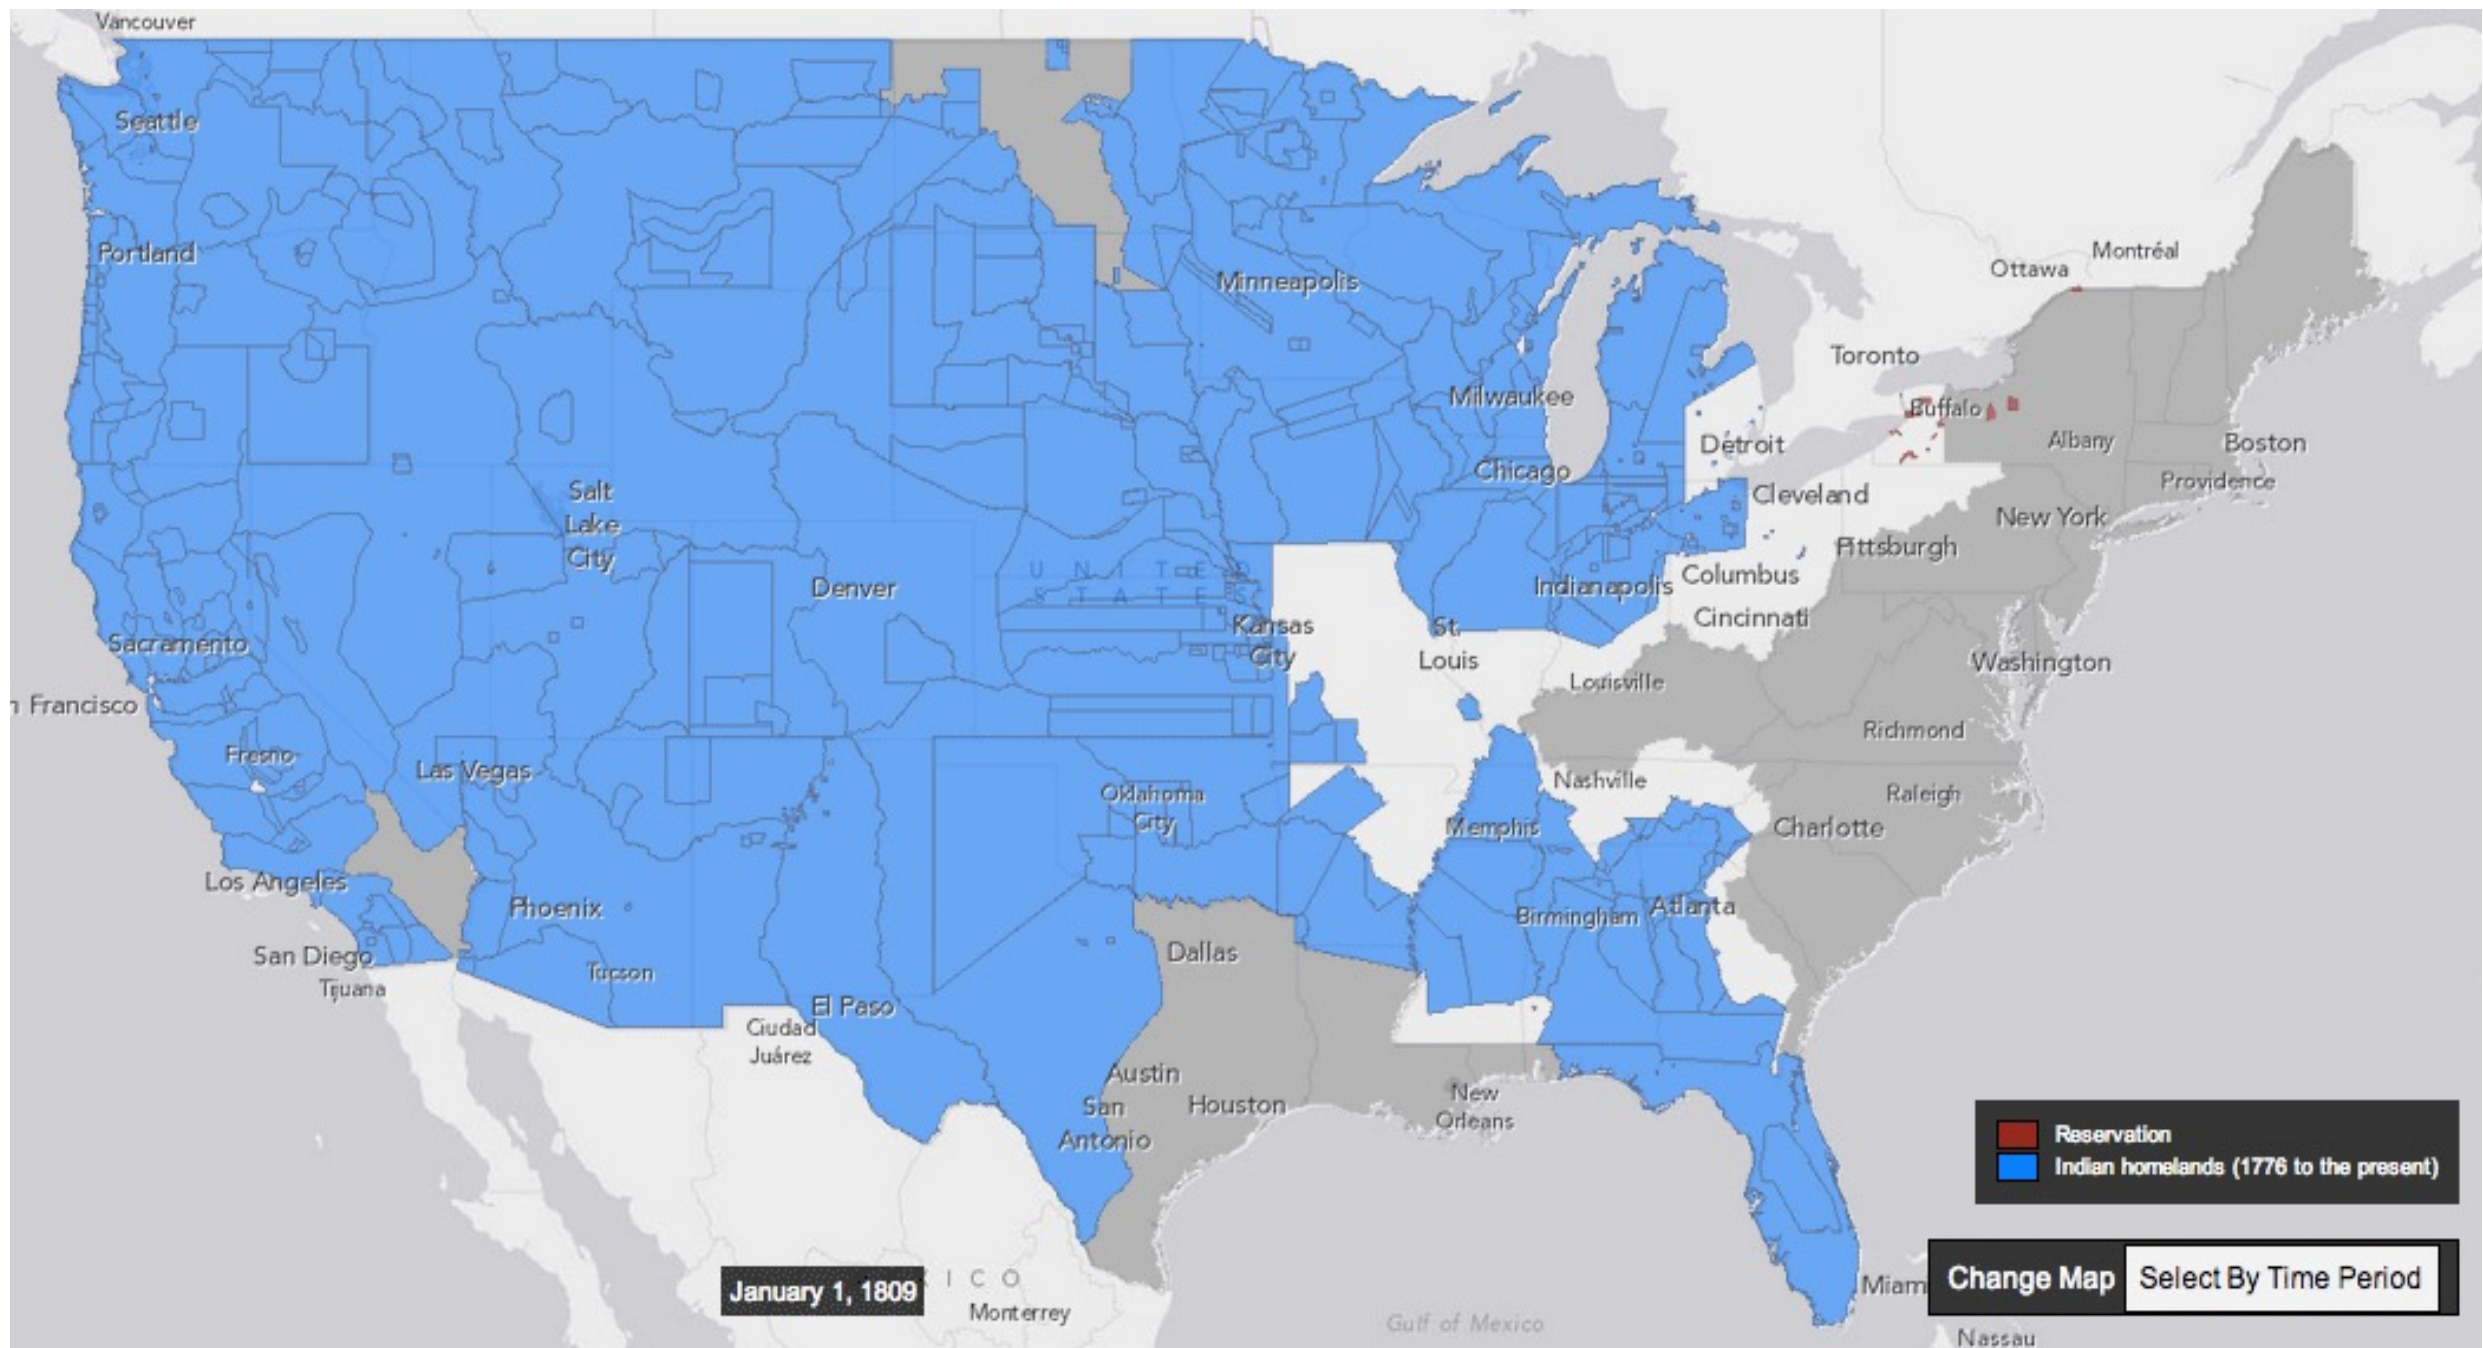 Vancouver
Seattle
Portland
Minneapolis
Ottawa
Montréal
Toronto
Milwaukee
Buffalo
Detroit
Albany
Boston
Chicago
Cleveland
Providence
Salt
Lake
City
New York
Pittsburgh
UNITED
STATES
Denver
Indianapolis
Columbus
Cincinnati
Sacramento
Kansas
City
St.
Louis
Washington
n Francisco
Louisville
Richmond
Fresno
Las Vegas
Nashville
Oklahoma
City
Raleigh
Memphis
Charlotte
Los Angeles
Phoenix
Birmingham
Atlanta
San Diego
Tijuana
Tucson
Dallas
El Paso
Ciudad
Juárez
Austin
San
Antonio
Houston
New
Orleans
Reservation
Indian homelands (1776 to the present)
January 1, 1809
XICO
Monterrey
Miam
Change Map
Select By Time Period
Gulf of Mexico
Nassau